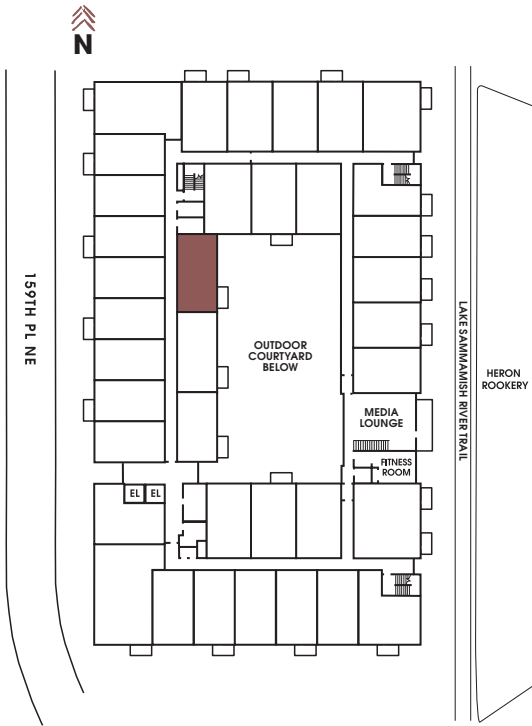 N
159TH PL NE
OUTDOOR
COURTYARD
BELOW
MEDIA
LOUNGE
FITNESS
ROOM
EL
EL
LAKE SAMMAMISH RIVER TRAIL
HERON
ROOKERY